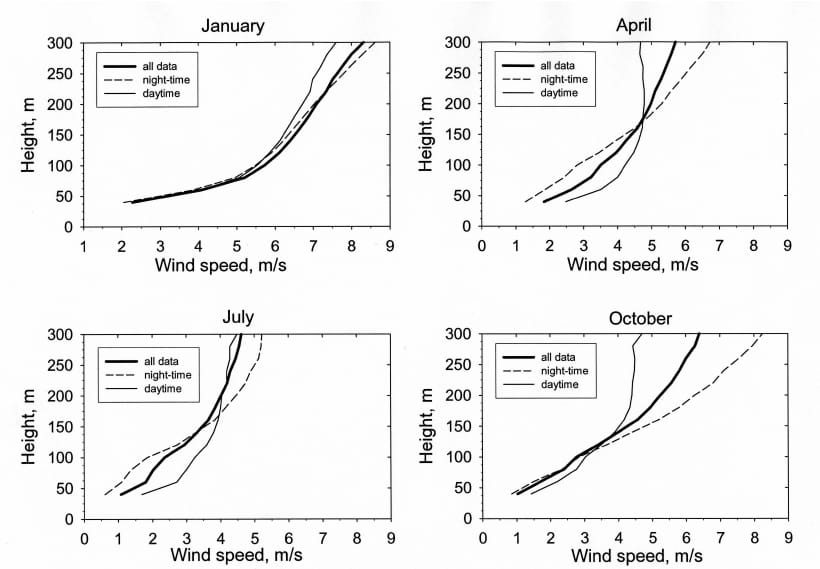 January
300
250
200
150
100
50
0
Height, m
all data
night-time
daytime
1 2 3 4 5 6 7 8 9
Wind speed, m/s
April
300
250
200
150
100
50
0
Height, m
all data
night-time
daytime
0 1 2 3 4 5 6 7 8 9
Wind speed, m/s
July
300
250
200
150
100
50
0
Height, m
all data
night-time
daytime
0 1 2 3 4 5 6 7 8 9
Wind speed, m/s
October
300
250
200
150
100
50
0
Height, m
all data
night-time
daytime
0 1 2 3 4 5 6 7 8 9
Wind speed, m/s